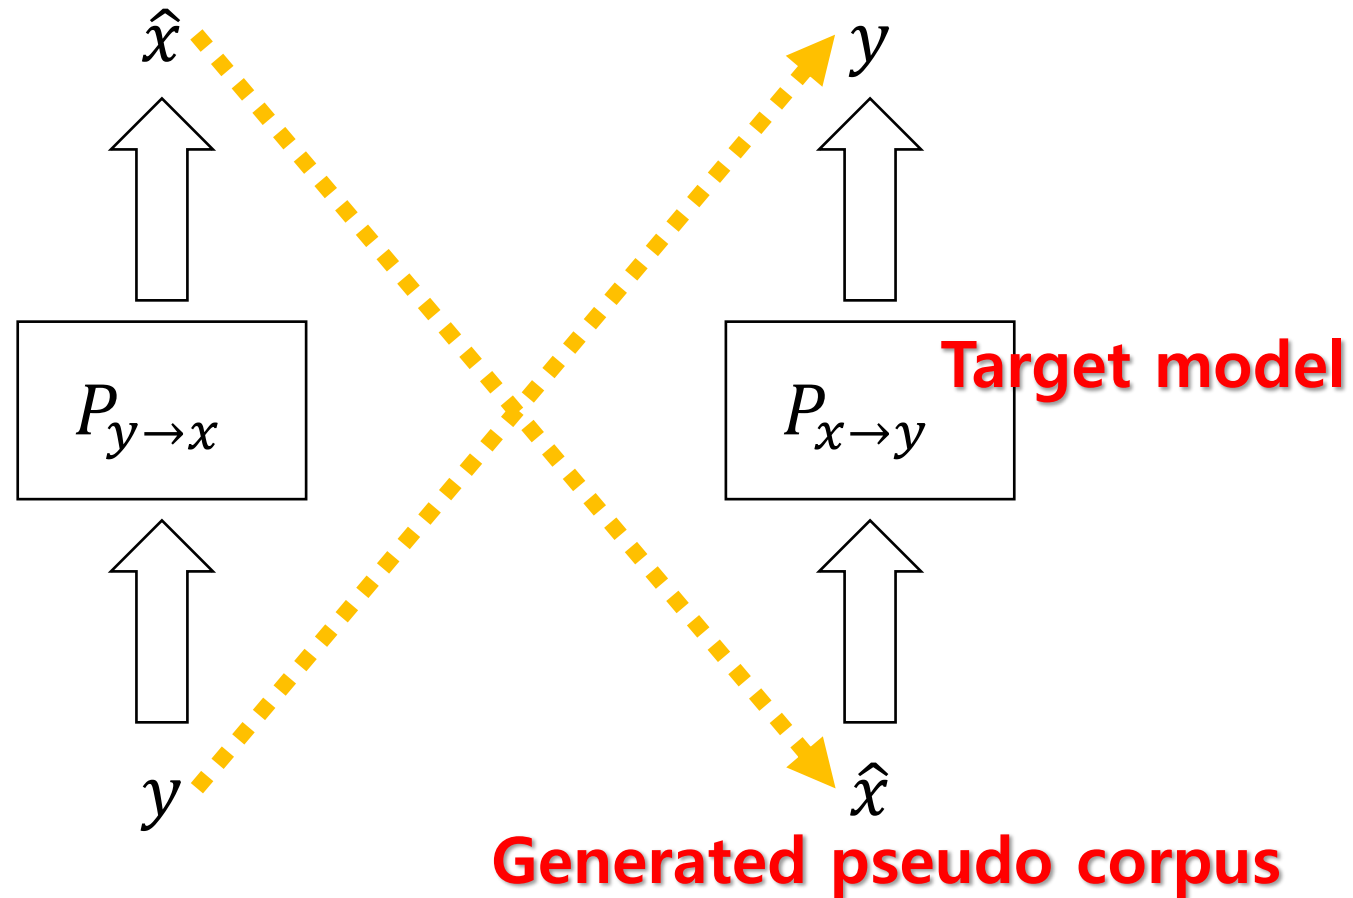 x̂ y
P_{y→x} P_{x→y} Target model
y x̂
Generated pseudo corpus